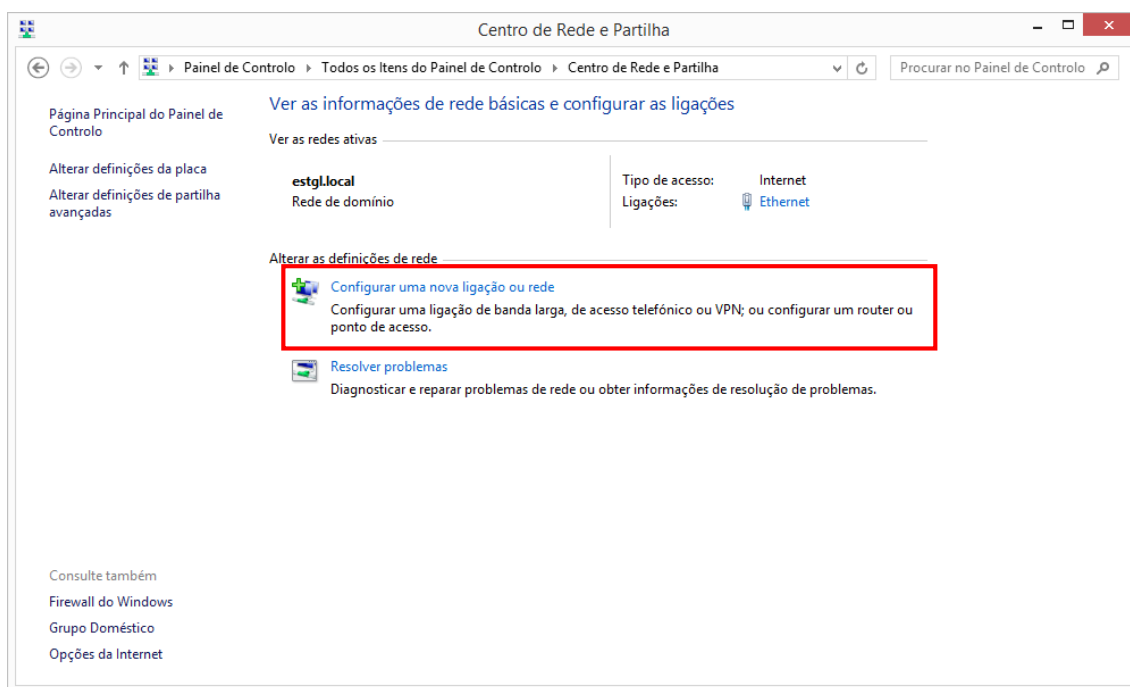 Centro de Rede e Partilha
Painel de Controlo
Todos os Itens do Painel de Controlo
Centro de Rede e Partilha
Procurar no Painel de Controlo
Página Principal do Painel de
Controlo
Alterar definições da placa
Alterar definições de partilha
avançadas
Ver as informações de rede básicas e configurar as ligações
Ver as redes ativas
estgl.local
Rede de domínio
Tipo de acesso: Internet
Ligações: Ethernet
Alterar as definições de rede
Configurar uma nova ligação ou rede
Configurar uma ligação de banda larga, de acesso telefónico ou VPN; ou configurar um router ou
ponto de acesso.
Resolver problemas
Diagnosticar e reparar problemas de rede ou obter informações de resolução de problemas.
Consulte também
Firewall do Windows
Grupo Doméstico
Opções da Internet